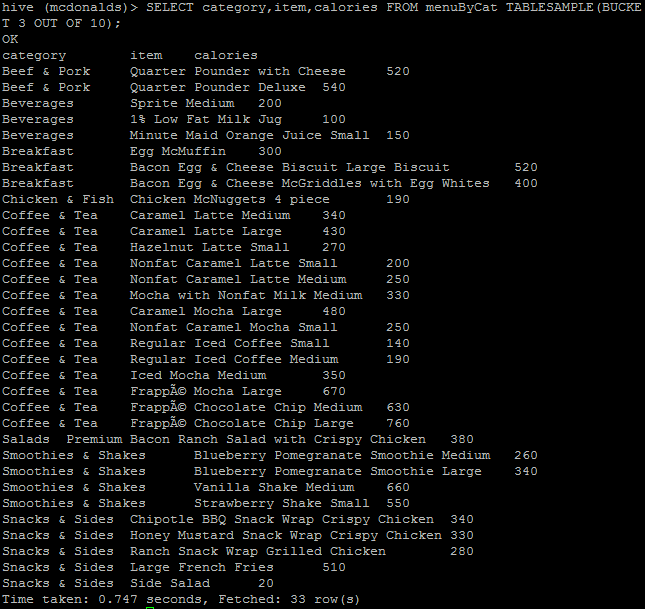 hive (mcdonalds)> SELECT category,item,calories FROM menuByCat TABLESAMPLE(BUCKE
T 3 OUT OF 10);
OK
category item calories
Beef & Pork Quarter Pounder with Cheese 520
Beef & Pork Quarter Pounder Deluxe 540
Beverages Sprite Medium 200
Beverages 1% Low Fat Milk Jug 100
Beverages Minute Maid Orange Juice Small 150
Breakfast Egg McMuffin 300
Breakfast Bacon Egg & Cheese Biscuit Large Biscuit 520
Breakfast Bacon Egg & Cheese McGriddles with Egg Whites 400
Chicken & Fish Chicken McNuggets 4 piece 190
Coffee & Tea Caramel Latte Medium 340
Coffee & Tea Caramel Latte Large 430
Coffee & Tea Hazelnut Latte Small 270
Coffee & Tea Nonfat Caramel Latte Small 200
Coffee & Tea Nonfat Caramel Latte Medium 250
Coffee & Tea Mocha with Nonfat Milk Medium 330
Coffee & Tea Caramel Mocha Large 480
Coffee & Tea Nonfat Caramel Mocha Small 250
Coffee & Tea Regular Iced Coffee Small 140
Coffee & Tea Regular Iced Coffee Medium 190
Coffee & Tea Iced Mocha Medium 350
Coffee & Tea Frappé Mocha Large 670
Coffee & Tea Frappé Chocolate Chip Medium 630
Coffee & Tea Frappé Chocolate Chip Large 760
Salads Premium Bacon Ranch Salad with Crispy Chicken 380
Smoothies & Shakes Blueberry Pomegranate Smoothie Medium 260
Smoothies & Shakes Blueberry Pomegranate Smoothie Large 340
Smoothies & Shakes Vanilla Shake Medium 660
Smoothies & Shakes Strawberry Shake Small 550
Snacks & Sides Chipotle BBQ Snack Wrap Crispy Chicken 340
Snacks & Sides Honey Mustard Snack Wrap Crispy Chicken 330
Snacks & Sides Ranch Snack Wrap Grilled Chicken 280
Snacks & Sides Large French Fries 510
Snacks & Sides Side Salad 20
Time taken: 0.747 seconds, Fetched: 33 row(s)